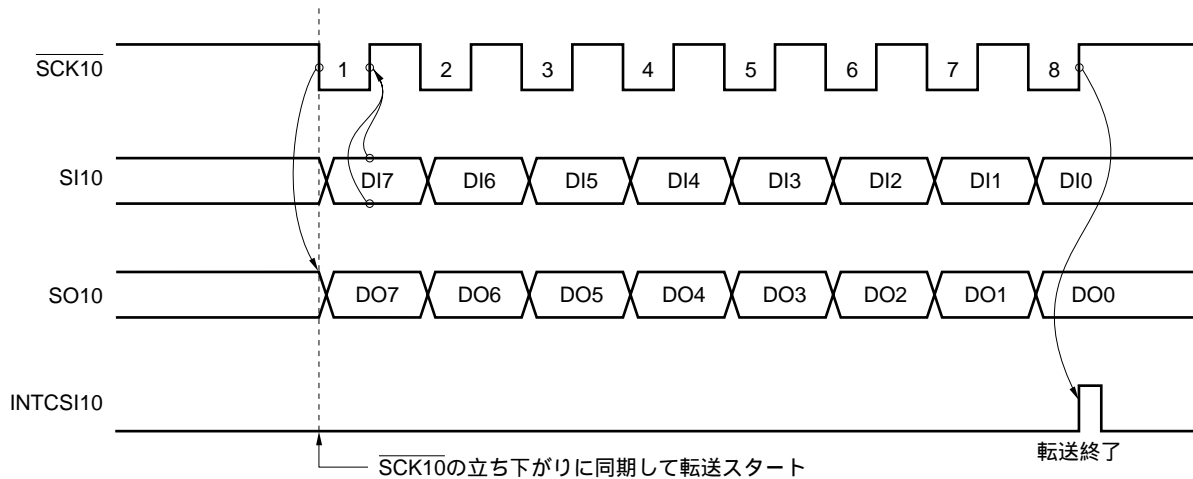 SCK10
1 2 3 4 5 6 7 8
SI10
DI7 DI6 DI5 DI4 DI3 DI2 DI1 DI0
SO10
DO7 DO6 DO5 DO4 DO3 DO2 DO1 DO0
INTCSI10
転送終了
SCK10の立ち下がりに同期して転送スタート